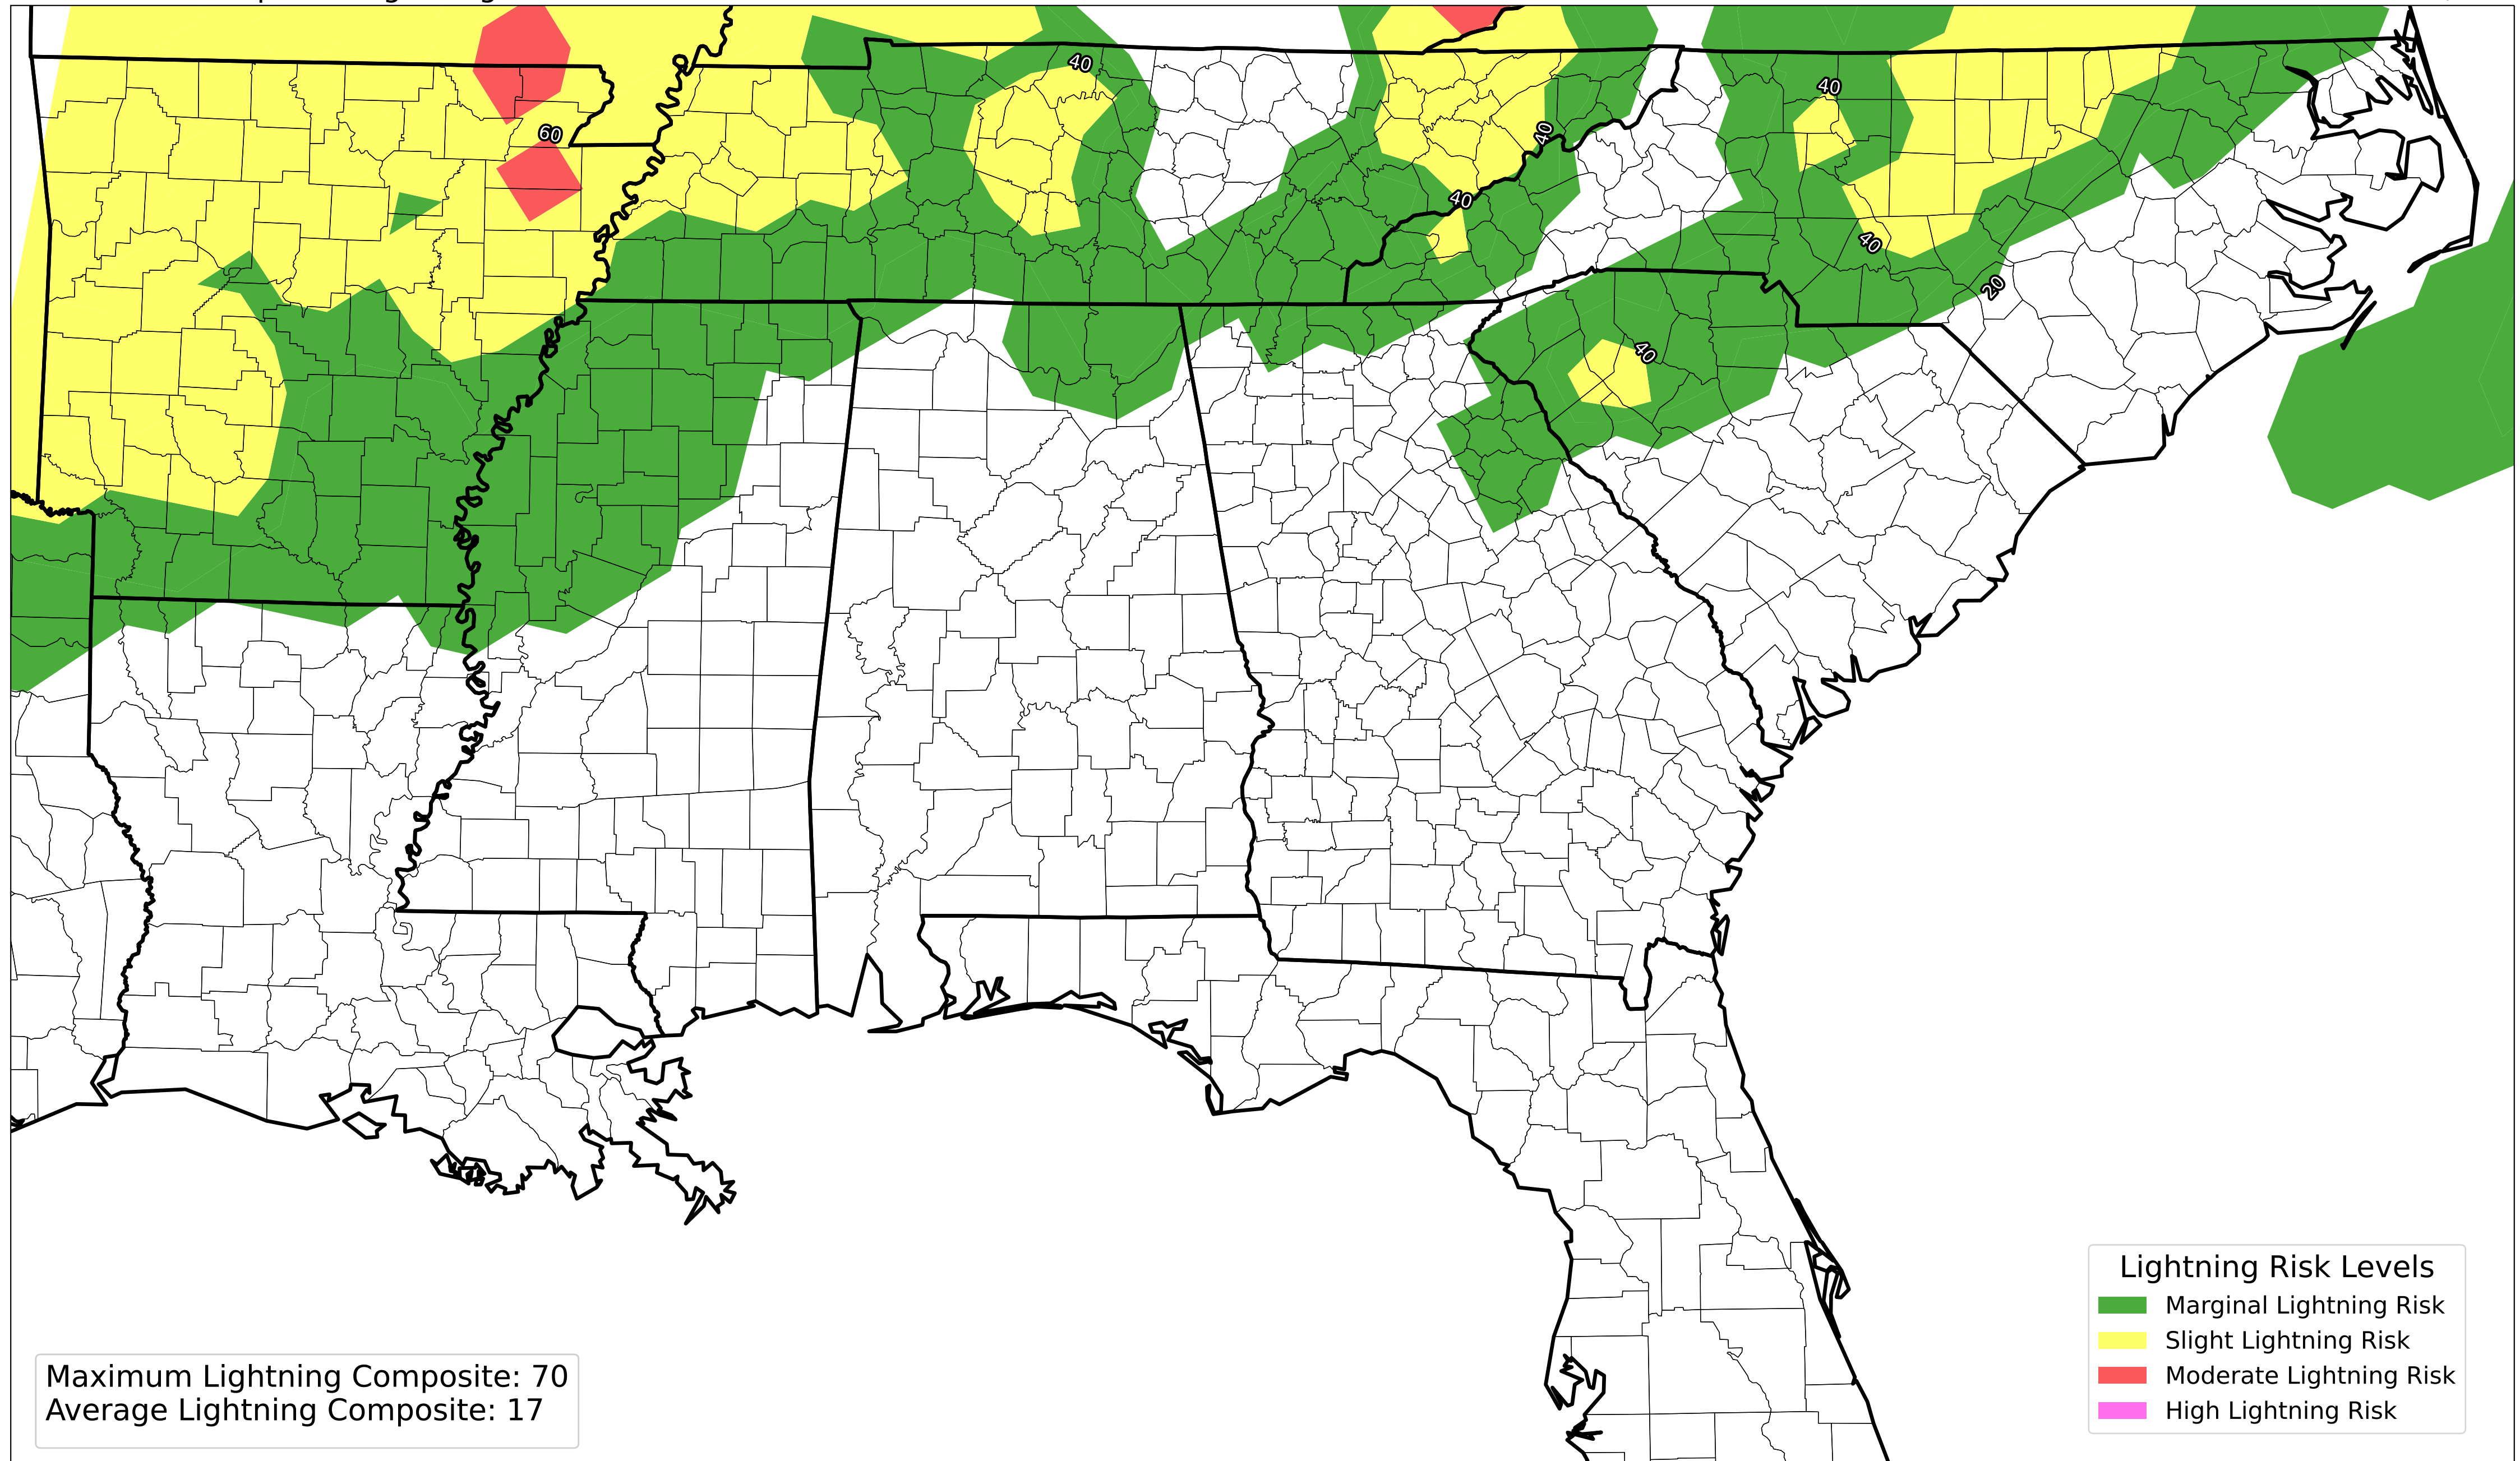 40
40
60
40
40
40
20
40
Lightning Risk Levels
Marginal Lightning Risk
Slight Lightning Risk
Moderate Lightning Risk
High Lightning Risk
Maximum Lightning Composite: 70
Average Lightning Composite: 17